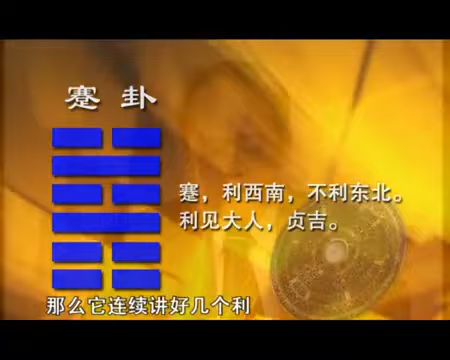 蹇卦
蹇，利西南，不利东北。
利见大人，贞吉。
那么它连续讲好几个利